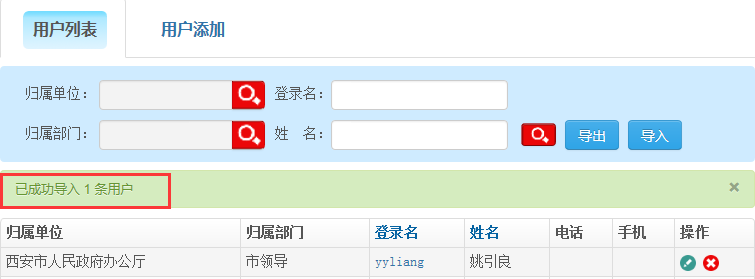 用户列表 用户添加
归属单位： 登录名：
归属部门： 姓 名： 导出 导入
已成功导入 1 条用户 ×
归属单位 归属部门 登录名 姓名 电话 手机 操作
西安市人民政府办公厅 市领导 yyliang 姚引良